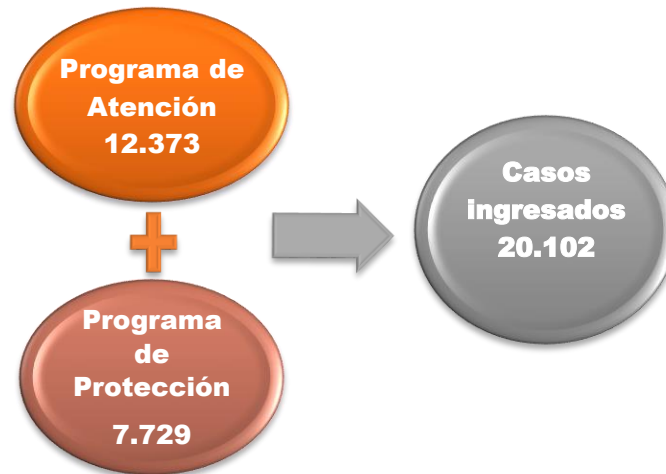 Programa de
Atención
12.373
Casos
ingresados
20.102
Programa
de
Protección
7.729